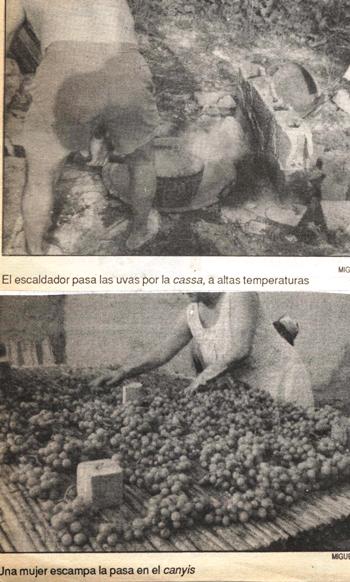 MIG
El escaldador pasa las uvas por la cassa, a altas temperaturas
MIGUE
Una mujer escampa la pasa en el canyis